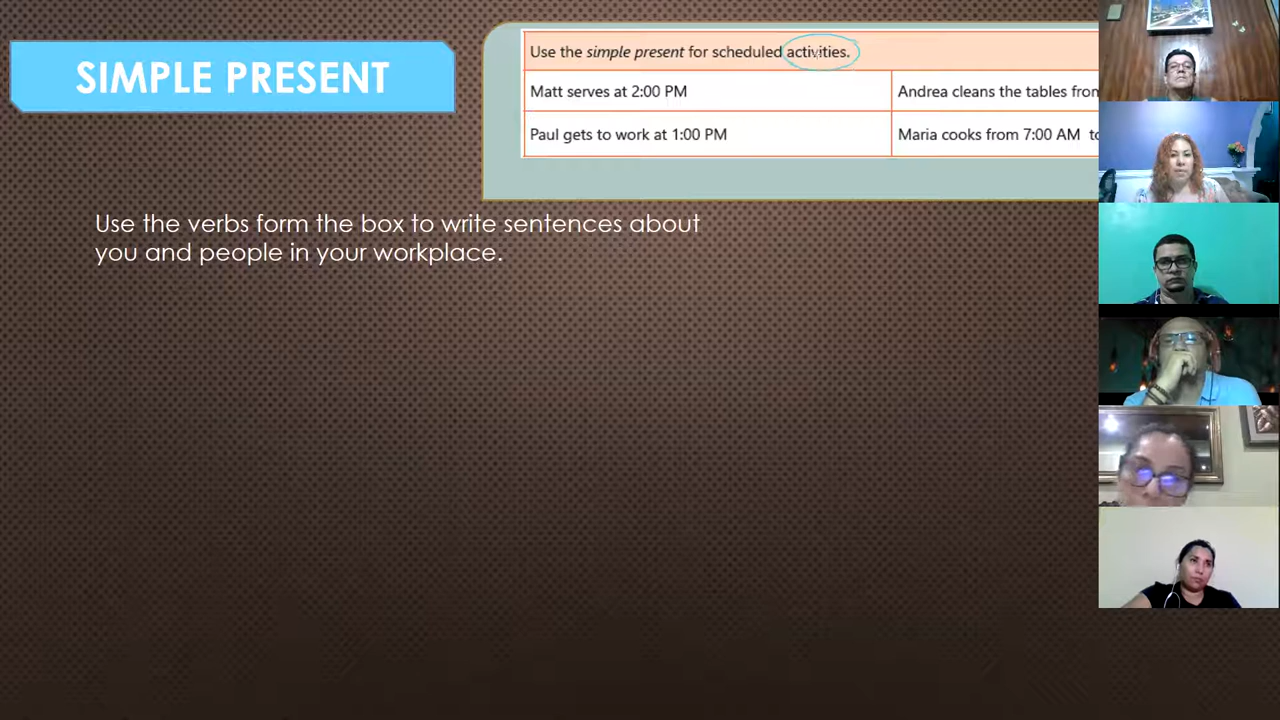 SIMPLE PRESENT
Use the simple present for scheduled activities.
Matt serves at 2:00 PM
Andrea cleans the tables from
Paul gets to work at 1:00 PM
Maria cooks from 7:00 AM to
Use the verbs form the box to write sentences about
you and people in your workplace.